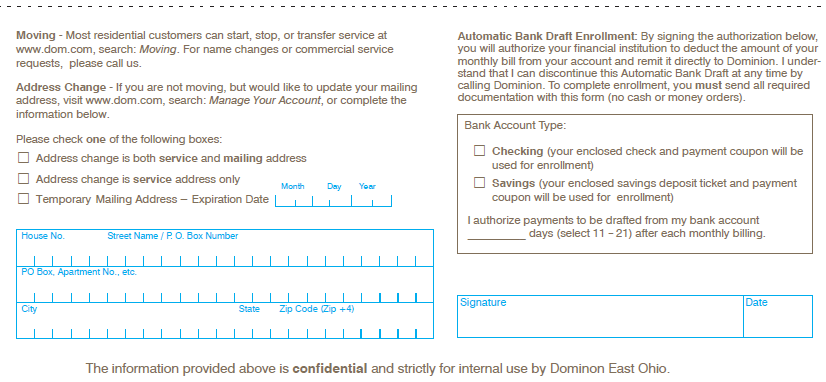 Moving - Most residential customers can start, stop, or transfer service at
www.dom.com, search: Moving. For name changes or commercial service
requests, please call us.
Address Change - If you are not moving, but would like to update your mailing
address, visit www.dom.com, search: Manage Your Account, or complete the
information below.
Please check one of the following boxes:
Address change is both service and mailing address
Address change is service address only
Temporary Mailing Address – Expiration Date
Month Day Year
House No. Street Name / P. O. Box Number
PO Box, Apartment No., etc.
City State Zip Code (Zip +4)
Automatic Bank Draft Enrollment: By signing the authorization below,
you will authorize your financial institution to deduct the amount of your
monthly bill from your account and remit it directly to Dominion. I under-
stand that I can discontinue this Automatic Bank Draft at any time by
calling Dominion. To complete enrollment, you must send all required
documentation with this form (no cash or money orders).
Bank Account Type:
Checking (your enclosed check and payment coupon will be
used for enrollment)
Savings (your enclosed savings deposit ticket and payment
coupon will be used for enrollment)
I authorize payments to be drafted from my bank account
__________ days (select 11 – 21) after each monthly billing.
Signature Date
The information provided above is confidential and strictly for internal use by Dominon East Ohio.